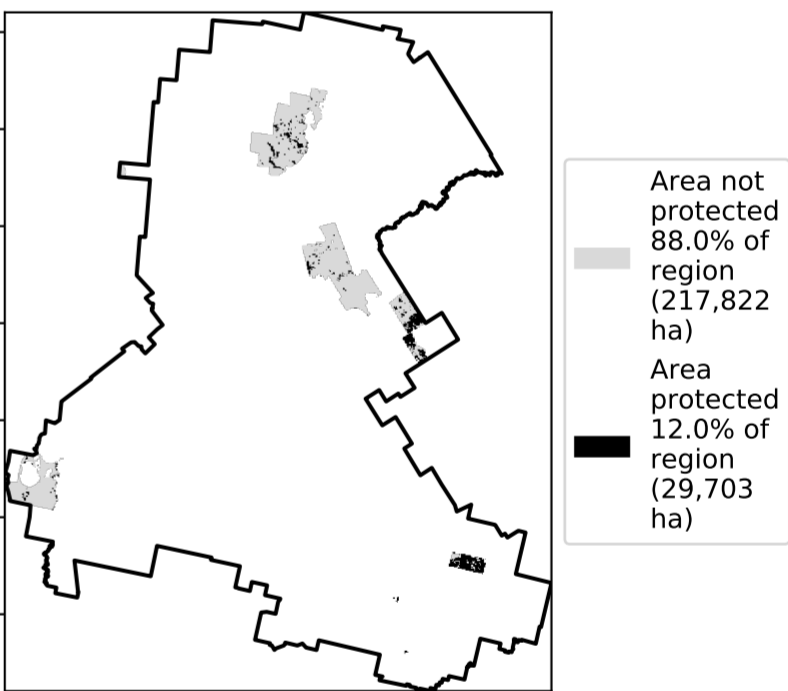 Area not
protected
88.0% of
region
(217,822
ha)
Area
protected
12.0% of
region
(29,703
ha)